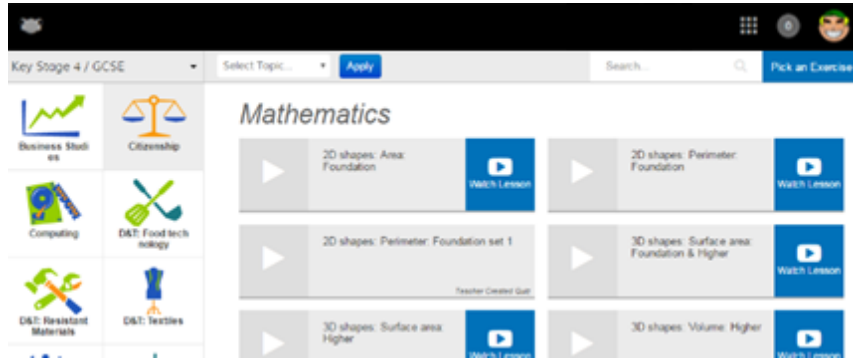 0
Key Stage 4 / GCSE
Select Topic...
Apply
Search...
Pick an Exercise
Business Studi
es
Citizenship
Computing
D&T: Food tech
nology
D&T: Resistant
Materials
D&T: Textiles
Mathematics
2D shapes: Area:
Foundation
Watch Lesson
2D shapes: Perimeter:
Foundation
Watch Lesson
2D shapes: Perimeter: Foundation set 1
Teacher Created Quiz
3D shapes: Surface area:
Foundation & Higher
Watch Lesson
3D shapes: Surface area:
Higher
Watch Lesson
3D shapes: Volume: Higher
Watch Lesson